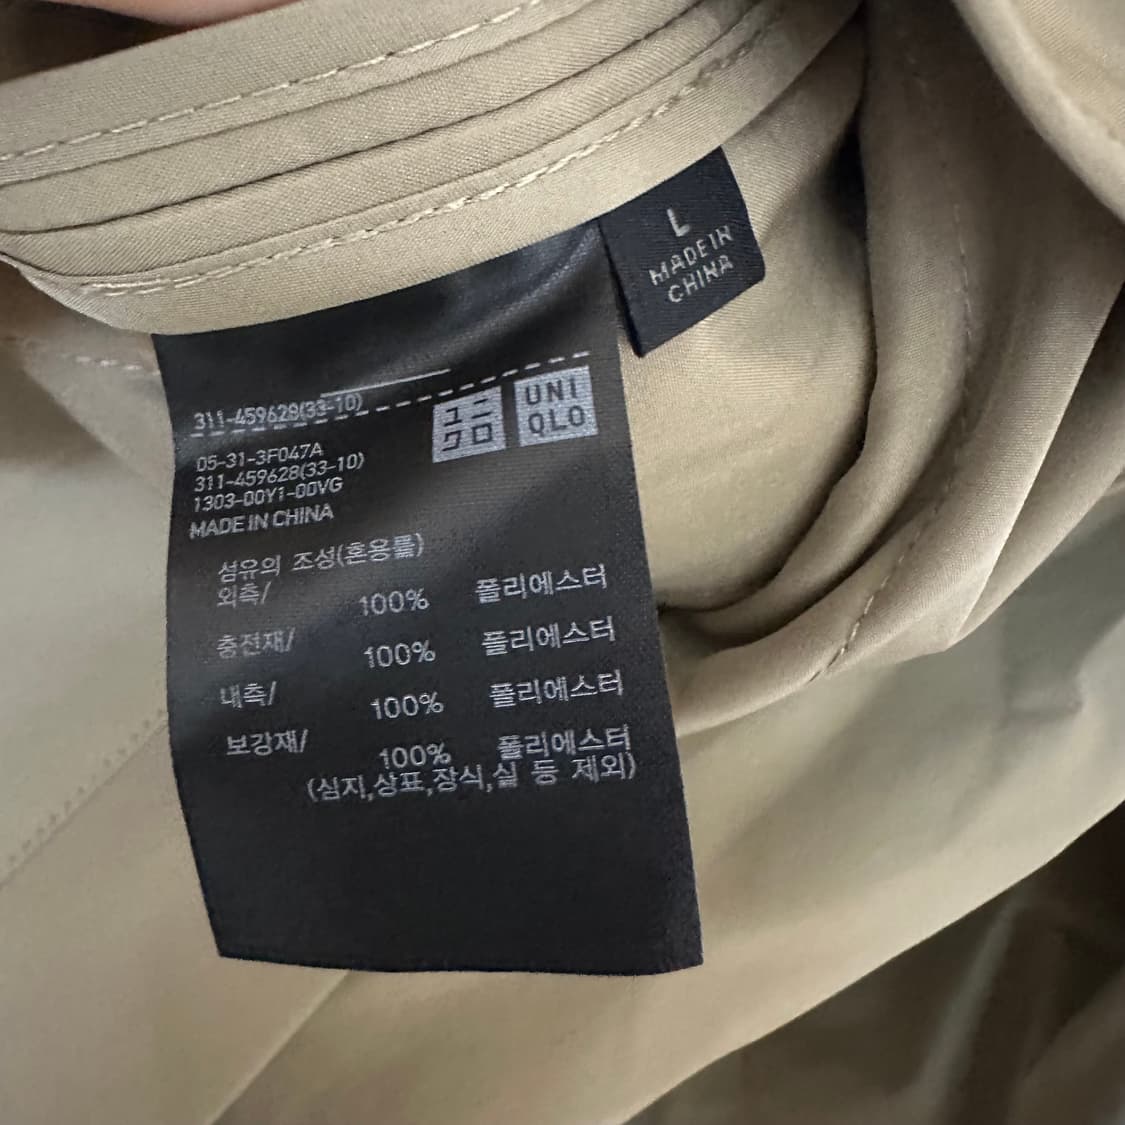 L
MADE IN
CHINA
311-459628(33-10)
ユニ
クロ
UNI
QLO
05-31-3F047A
311-459628(33-10)
1303-00Y1-00VG
MADE IN CHINA
섬유의 조성(혼용률)
외측/ 100% 폴리에스터
충전재/ 100% 폴리에스터
내측/ 100% 폴리에스터
보강재/ 100% 폴리에스터
(심지,상표,장식,실 등 제외)